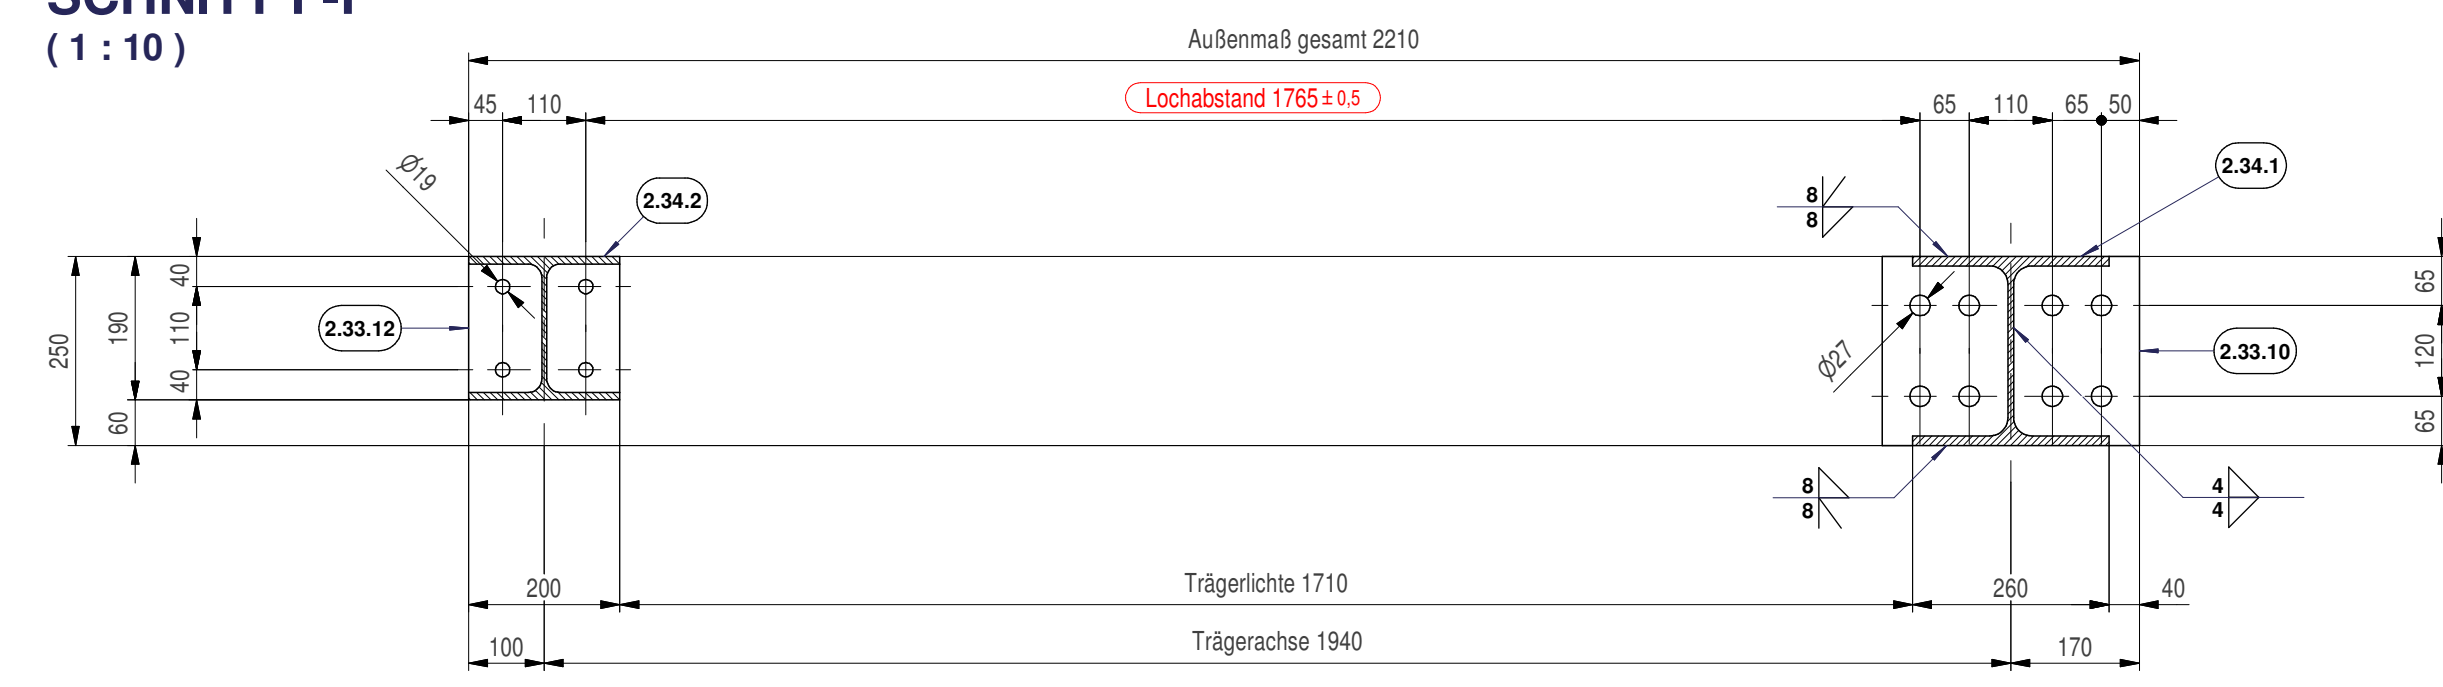 ( 1 : 10 )
Außenmaß gesamt 2210
45 110 Lochabstand 1765 ± 0,5 65 110 65 50
Ø19
2.34.2
2.34.1
8
8
40
110
40
190
60
250
2.33.12
Ø27
2.33.10
65
120
65
8
8
4
4
200 Trägerlichte 1710 260 40
100 Trägerachse 1940 170